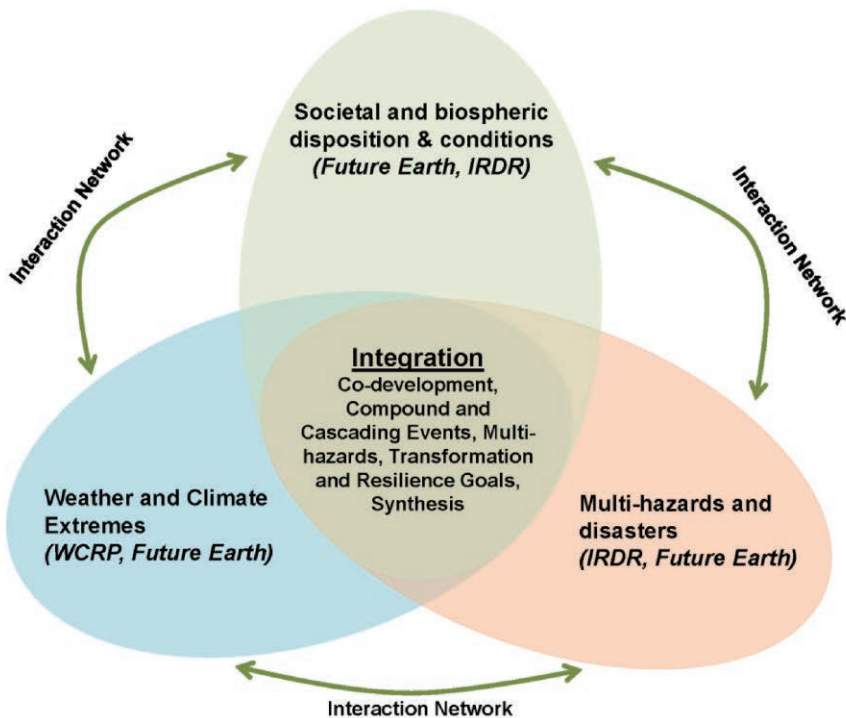 Societal and biospheric
disposition & conditions
(Future Earth, IRDR)
Interaction Network
Interaction Network
Integration
Co-development,
Compound and
Cascading Events, Multi-
hazards, Transformation
and Resilience Goals,
Synthesis
Weather and Climate
Extremes
(WCRP, Future Earth)
Multi-hazards and
disasters
(IRDR, Future Earth)
Interaction Network